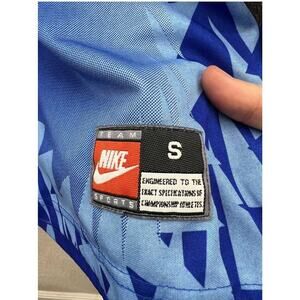 TEAM
NIKE
SPORTS
S
ENGINEERED TO THE
EXACT SPECIFICATIONS OF
CHAMPIONSHIP ATHLETES.